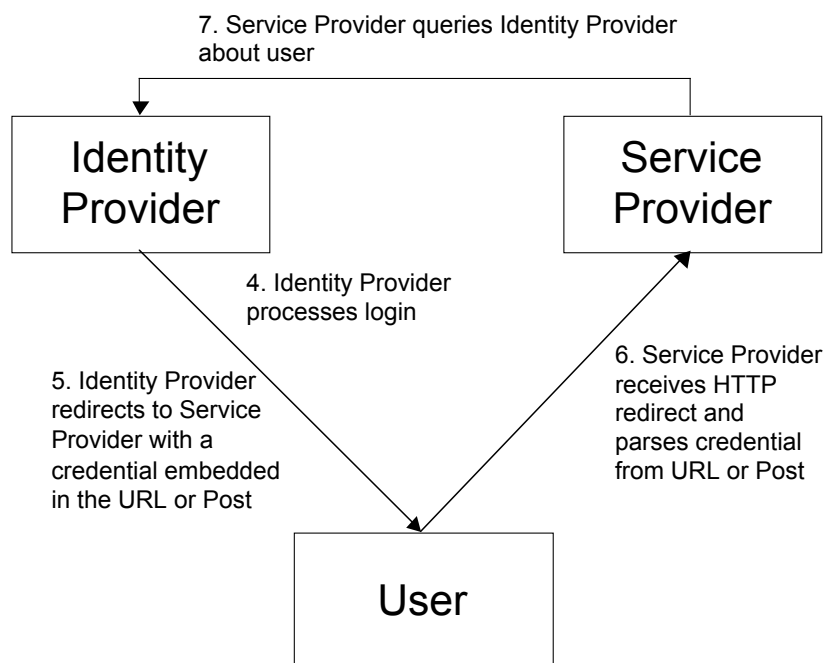 7. Service Provider queries Identity Provider
about user
Identity
Provider
Service
Provider
4. Identity Provider
processes login
5. Identity Provider
redirects to Service
Provider with a
credential embedded
in the URL or Post
6. Service Provider
receives HTTP
redirect and
parses credential
from URL or Post
User